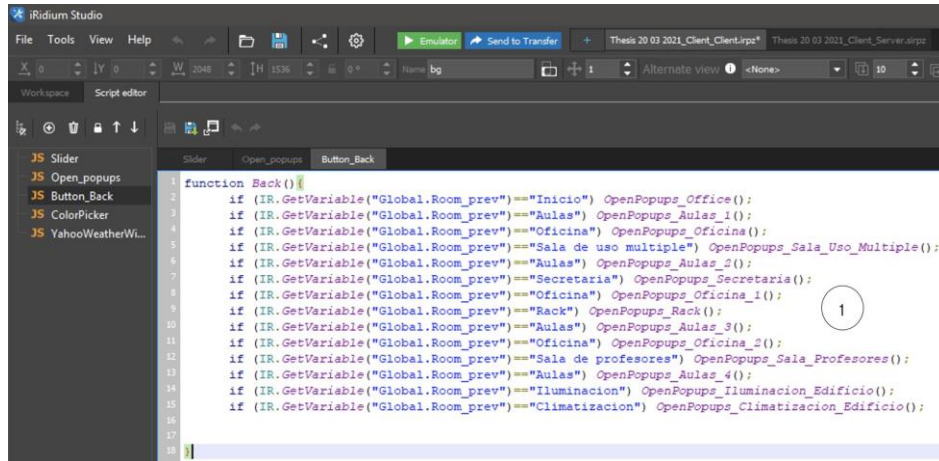 iRidium Studio
File Tools View Help Emulator Send to Transfer + Thesis 20 03 2021_Client_Client.irpz* Thesis 20 03 2021_Client_Server.sirpz
X 0 Y 0 W 2048 H 1536 0° Name bg 1 Alternate view <None> 10
Workspace Script editor
JS Slider
JS Open_popups
JS Button_Back
JS ColorPicker
JS YahooWeatherWi...
Slider Open_popups Button_Back
1 function Back(){
2 if (IR.GetVariable("Global.Room_prev")=="Inicio") OpenPopups_Office();
3 if (IR.GetVariable("Global.Room_prev")=="Aulas") OpenPopups_Aulas_1();
4 if (IR.GetVariable("Global.Room_prev")=="Oficina") OpenPopups_Oficina();
5 if (IR.GetVariable("Global.Room_prev")=="Sala de uso multiple") OpenPopups_Sala_Uso_Multiple();
6 if (IR.GetVariable("Global.Room_prev")=="Aulas") OpenPopups_Aulas_2();
7 if (IR.GetVariable("Global.Room_prev")=="Secretaria") OpenPopups_Secretaria();
8 if (IR.GetVariable("Global.Room_prev")=="Oficina") OpenPopups_Oficina_1();
9 if (IR.GetVariable("Global.Room_prev")=="Rack") OpenPopups_Rack();
10 if (IR.GetVariable("Global.Room_prev")=="Aulas") OpenPopups_Aulas_3();
11 if (IR.GetVariable("Global.Room_prev")=="Oficina") OpenPopups_Oficina_2();
12 if (IR.GetVariable("Global.Room_prev")=="Sala de profesores") OpenPopups_Sala_Profesores();
13 if (IR.GetVariable("Global.Room_prev")=="Aulas") OpenPopups_Aulas_4();
14 if (IR.GetVariable("Global.Room_prev")=="Iluminacion") OpenPopups_Iluminacion_Edificio();
15 if (IR.GetVariable("Global.Room_prev")=="Climatizacion") OpenPopups_Climatizacion_Edificio();
16
17
18 }
1